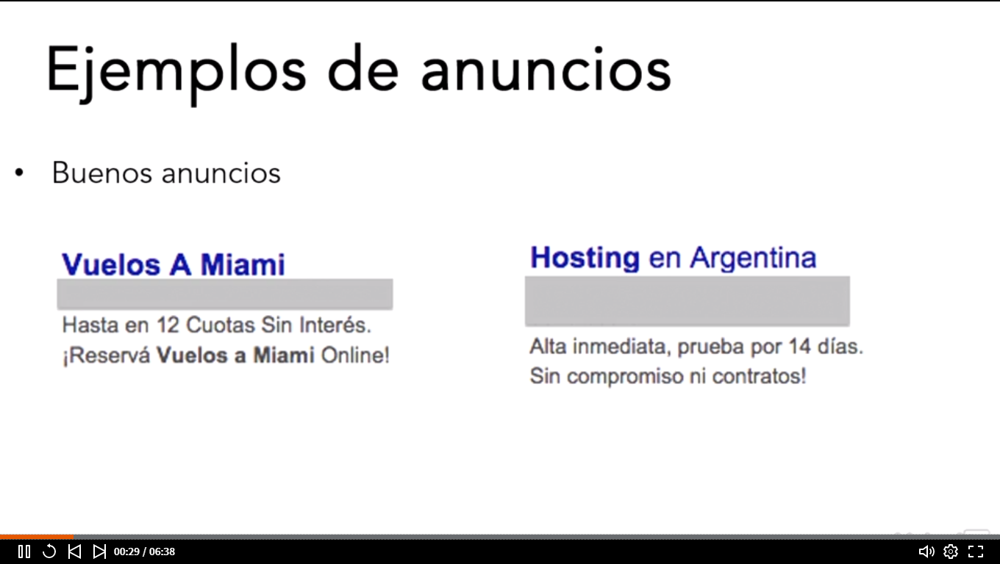 Ejemplos de anuncios
• Buenos anuncios
Vuelos A Miami
Hasta en 12 Cuotas Sin Interés.
¡Reservá Vuelos a Miami Online!
Hosting en Argentina
Alta inmediata, prueba por 14 días.
Sin compromiso ni contratos!
00:29 / 06:38